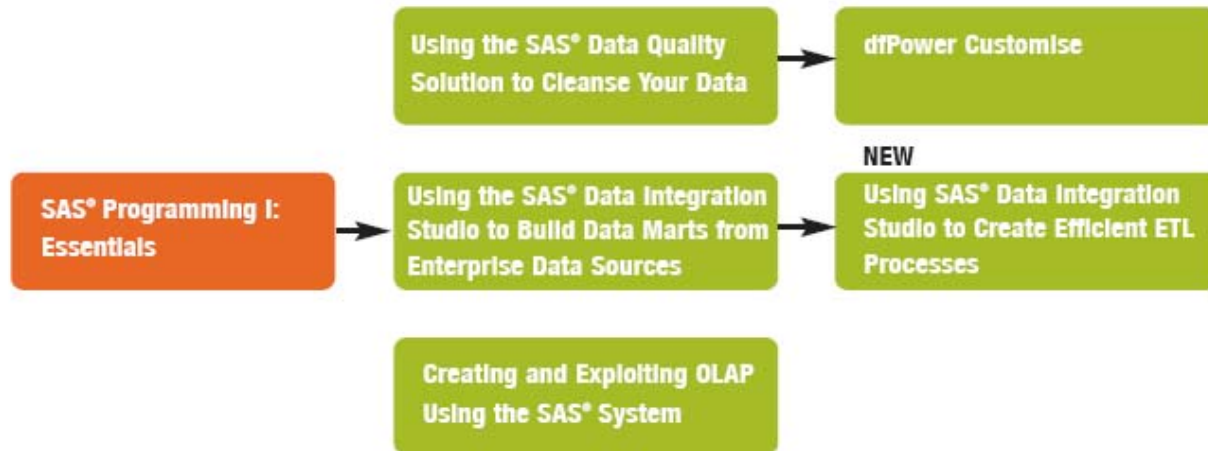 Using the SAS® Data Quality
Solution to Cleanse Your Data
dfPower Customise
SAS® Programming I:
Essentials
Using the SAS® Data Integration
Studio to Build Data Marts from
Enterprise Data Sources
NEW
Using SAS® Data Integration
Studio to Create Efficient ETL
Processes
Creating and Exploiting OLAP
Using the SAS® System